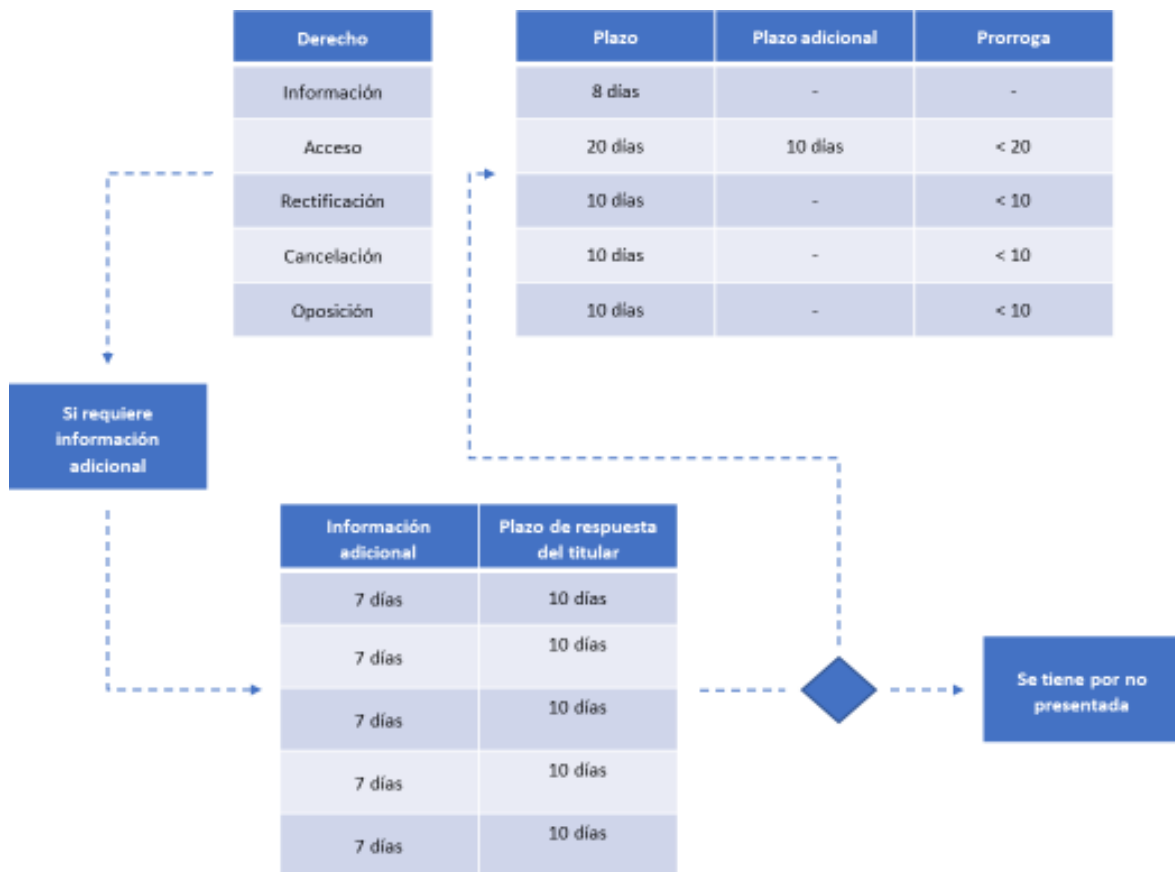 Derecho
Plazo Plazo adicional Prorroga
Información 8 días - -
Acceso 20 días 10 días < 20
Rectificación 10 días - < 10
Cancelación 10 días - < 10
Oposición 10 días - < 10
Si requiere
información
adicional
Información
adicional
Plazo de respuesta
del titular
7 días 10 días
7 días 10 días
7 días 10 días
7 días 10 días
7 días 10 días
Se tiene por no
presentada